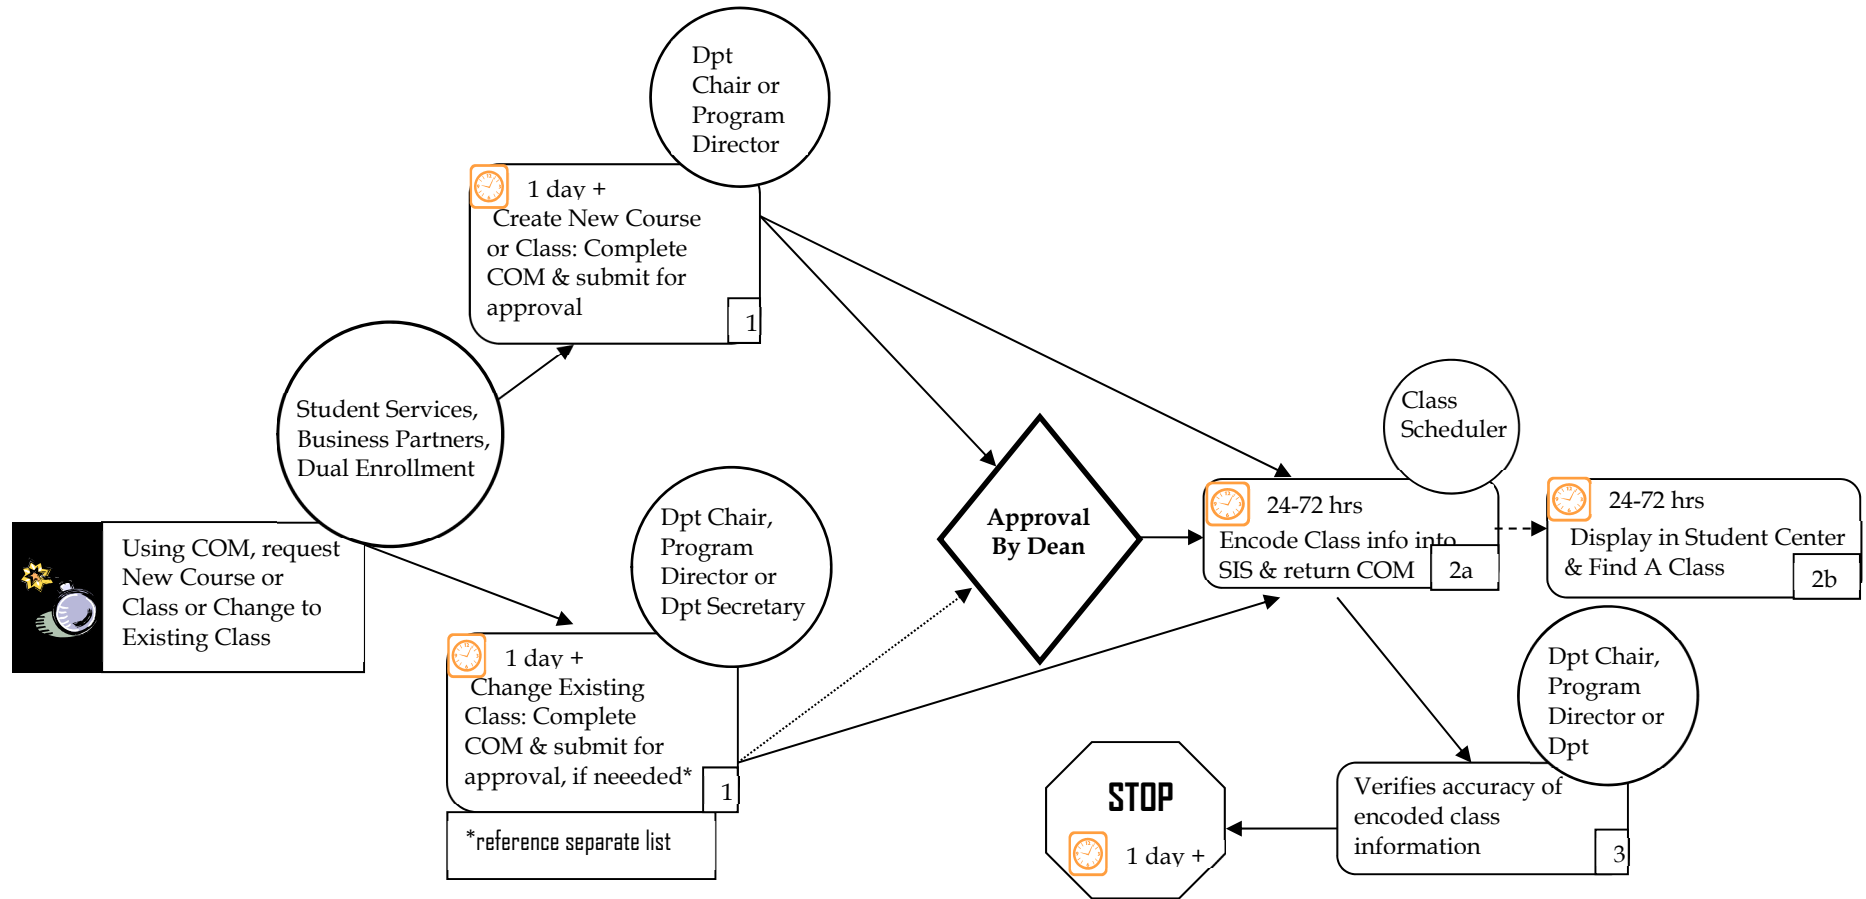 Dpt
Chair or
Program
Director
1 day +
Create New Course
or Class: Complete
COM & submit for
approval
1
Student Services,
Business Partners,
Dual Enrollment
Using COM, request
New Course or
Class or Change to
Existing Class
Dpt Chair,
Program
Director or
Dpt Secretary
1 day +
Change Existing
Class: Complete
COM & submit for
approval, if neeeded*
1
*reference separate list
Approval
By Dean
Class
Scheduler
24-72 hrs
Encode Class info into
SIS & return COM
2a
24-72 hrs
Display in Student Center
& Find A Class
2b
Dpt Chair,
Program
Director or
Dpt
Verifies accuracy of
encoded class
information
3
STOP
1 day +